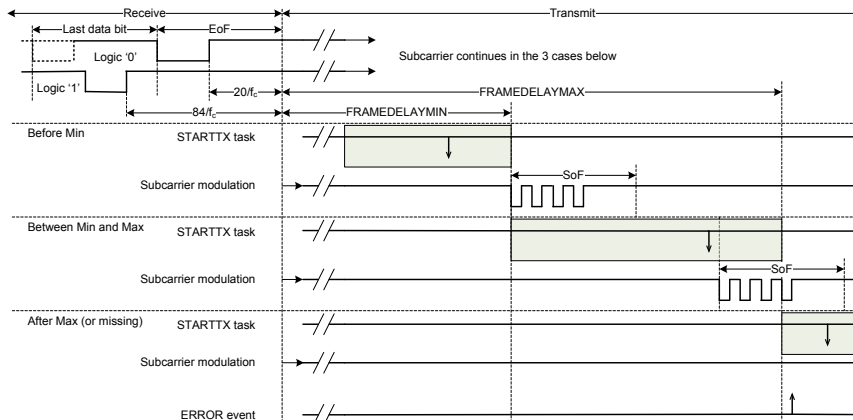 Receive
Transmit
Last data bit
EoF
Logic ‘0’
Subcarrier continues in the 3 cases below
Logic ‘1’
20/fc
FRAMEDELAYMAX
84/fc
FRAMEDELAYMIN
Before Min
STARTTX task
SoF
Subcarrier modulation
Between Min and Max
STARTTX task
SoF
Subcarrier modulation
After Max (or missing)
STARTTX task
Subcarrier modulation
ERROR event